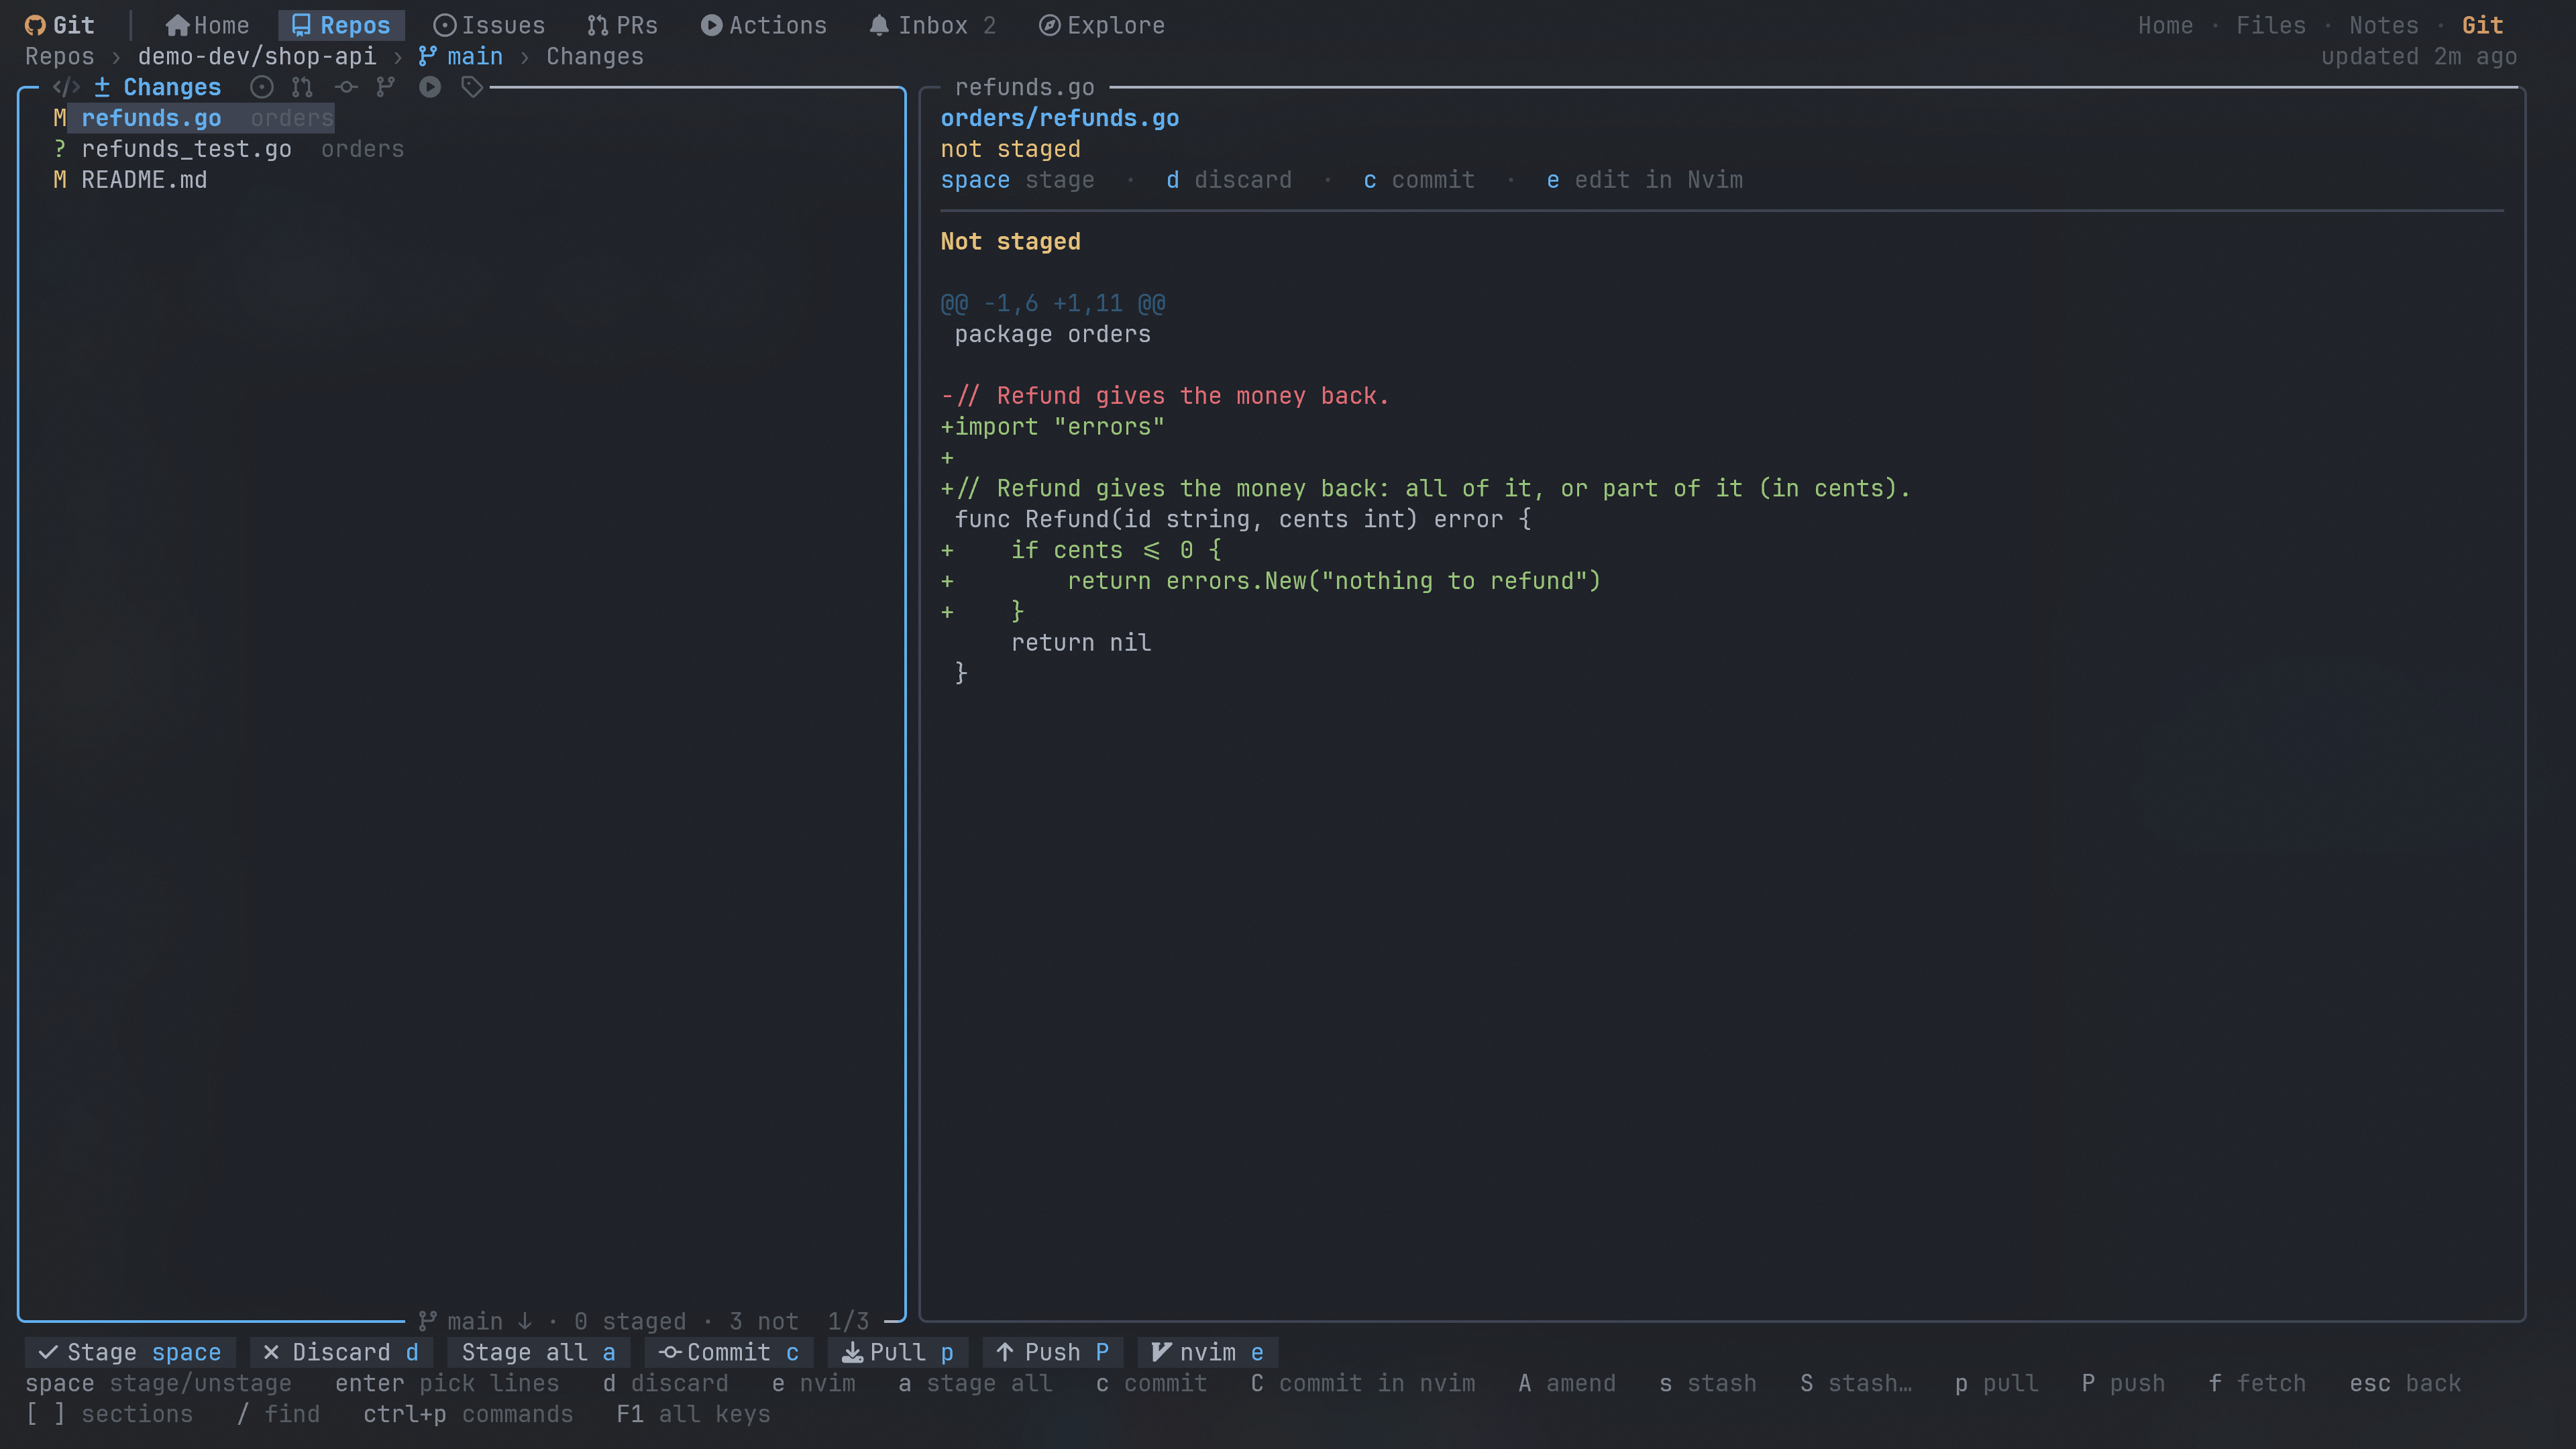 Git │ Home Repos Issues PRs Actions Inbox 2 Explore Home · Files · Notes · Git
Repos › demo-dev/shop-api › main › Changes updated 2m ago
</> ± Changes
refunds.go
M refunds.go orders
? refunds_test.go orders
M README.md
orders/refunds.go
not staged
space stage · d discard · c commit · e edit in Nvim
Not staged
@@ -1,6 +1,11 @@
 package orders
-// Refund gives the money back.
+import "errors"
+
+// Refund gives the money back: all of it, or part of it (in cents).
 func Refund(id string, cents int) error {
+    if cents <= 0 {
+        return errors.New("nothing to refund")
+    }
     return nil
 }
main ↓ · 0 staged · 3 not 1/3
✓ Stage space ✕ Discard d Stage all a Commit c Pull p ↑ Push P nvim e
space stage/unstage enter pick lines d discard e nvim a stage all c commit C commit in nvim A amend s stash S stash… p pull P push f fetch esc back
[ ] sections / find ctrl+p commands F1 all keys